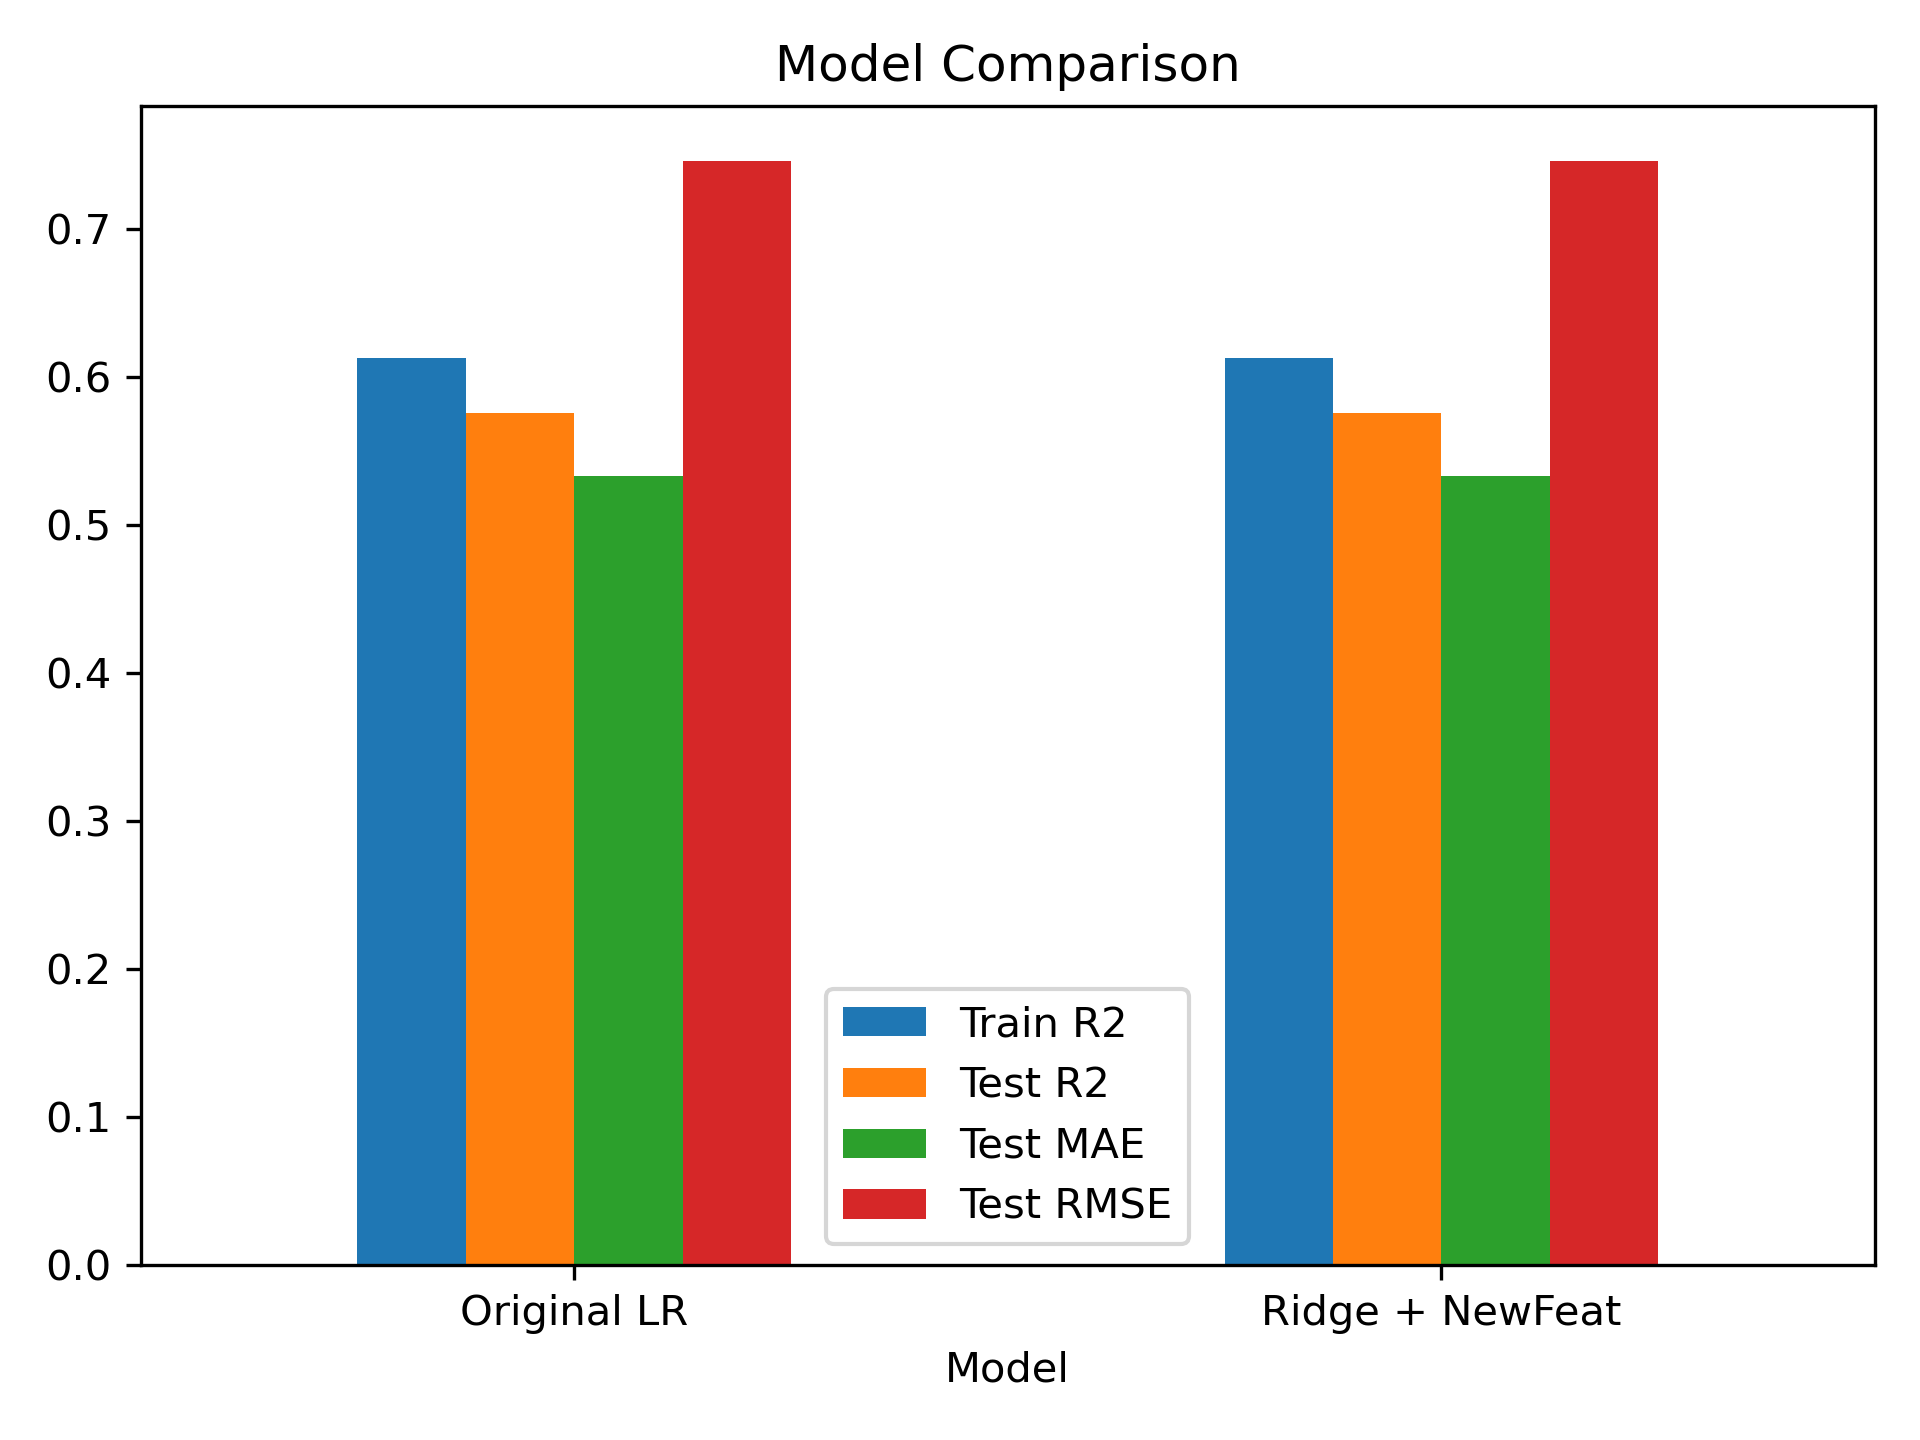 Model Comparison
0.7
0.6
0.5
0.4
0.3
0.2
0.1
0.0
Train R2
Test R2
Test MAE
Test RMSE
Original LR
Ridge + NewFeat
Model